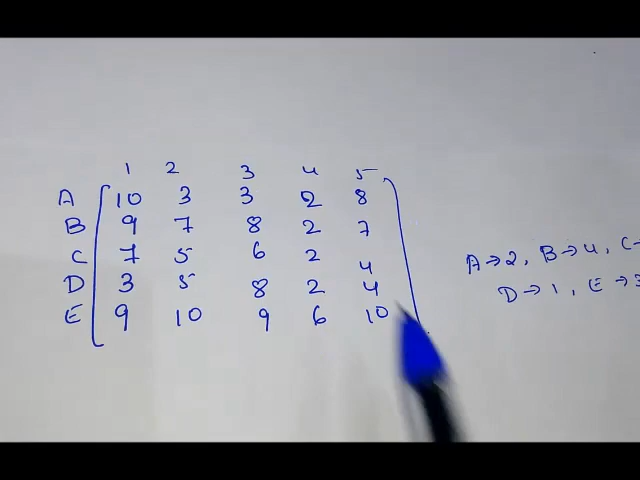 1 2 3 4 5
A 10 3 3 2 8
B 9 7 8 2 7
C 7 5 6 2 4
D 3 5 8 2 4
E 9 10 9 6 10
A→2, B→4, C-
D→1, E→3